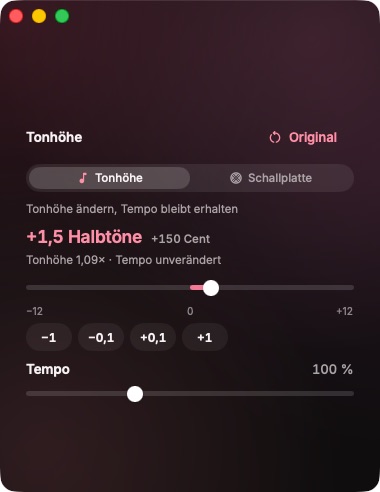 Tonhöhe Original
Tonhöhe Schallplatte
Tonhöhe ändern, Tempo bleibt erhalten
+1,5 Halbtöne +150 Cent
Tonhöhe 1,09× · Tempo unverändert
−12 0 +12
−1 −0,1 +0,1 +1
Tempo 100 %